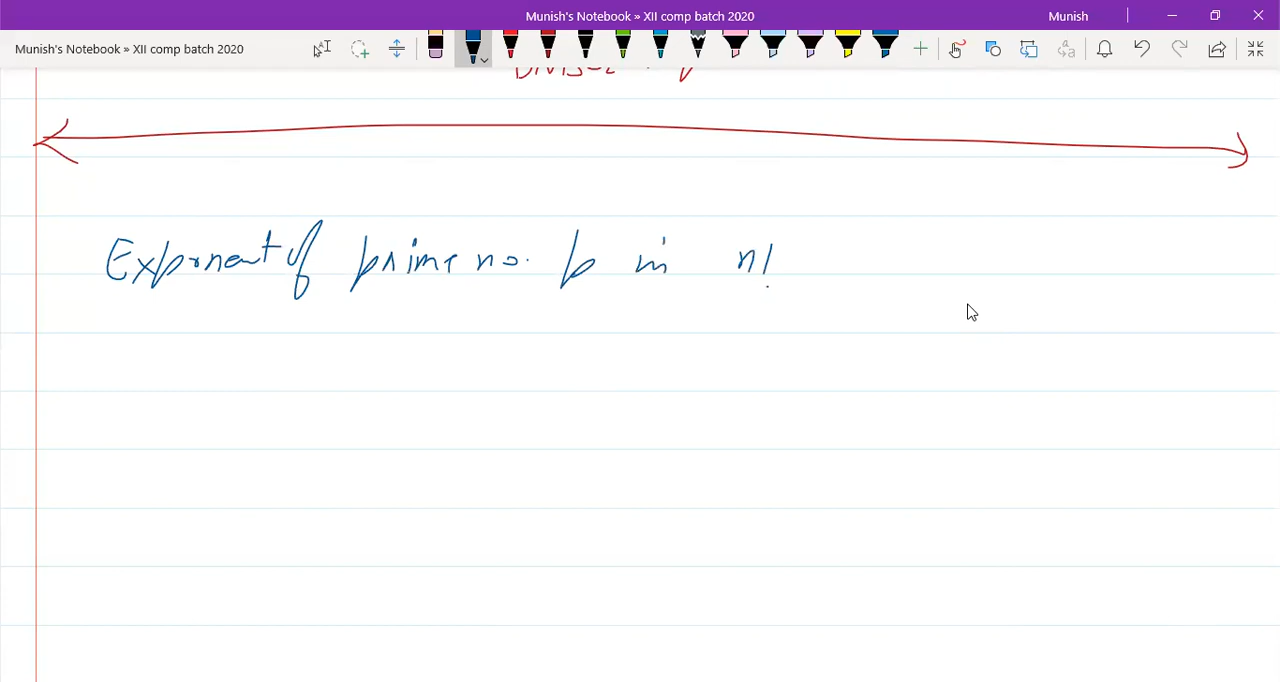 Munish's Notebook » XII comp batch 2020
Munish
Munish's Notebook » XII comp batch 2020
Exponent of prime no. p in n!